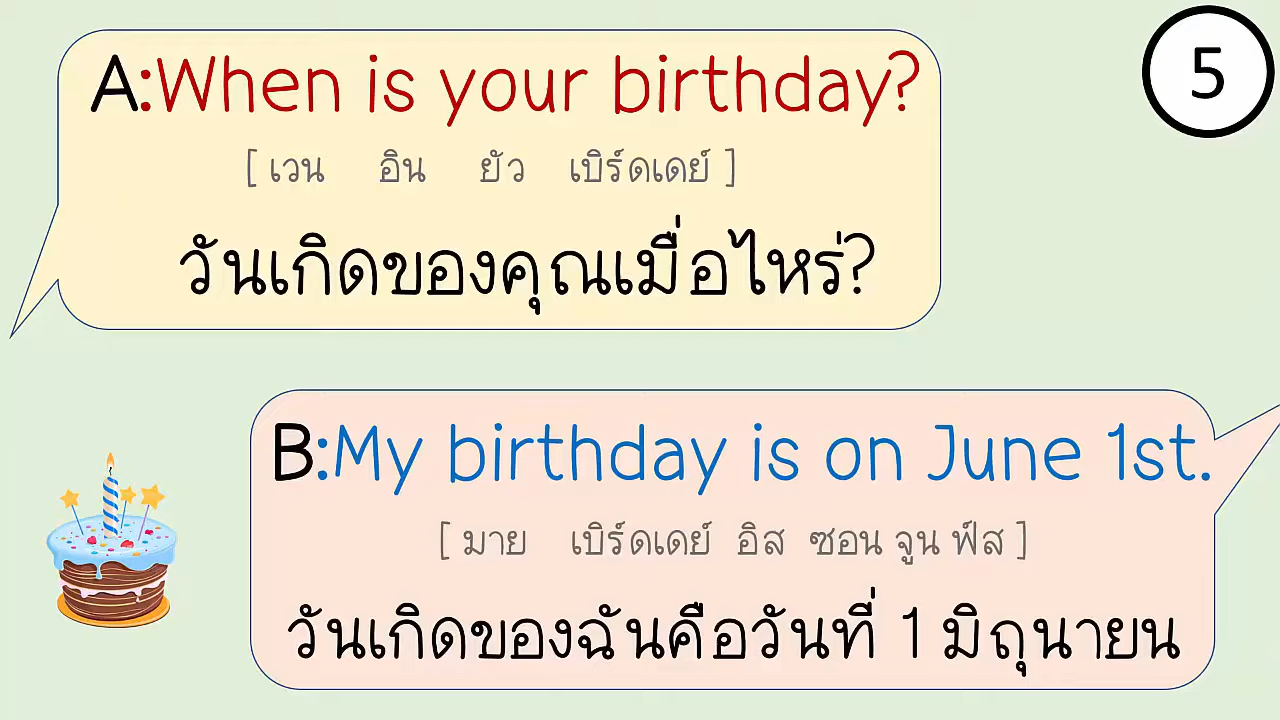 5
A:When is your birthday?
[ เวน อิน ยัว เบิร์ดเดย์ ]
วันเกิดของคุณเมื่อไหร่?
B:My birthday is on June 1st.
[ มาย เบิร์ดเดย์ อิส ซอน จูน ฟ์ส ]
วันเกิดของฉันคือวันที่ 1 มิถุนายน